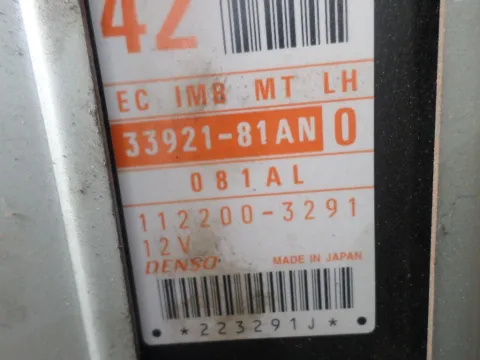 42
EC IMB MT LH
33921-81AN 0
081AL
112200-3291
12V
DENSO MADE IN JAPAN
*223291J*